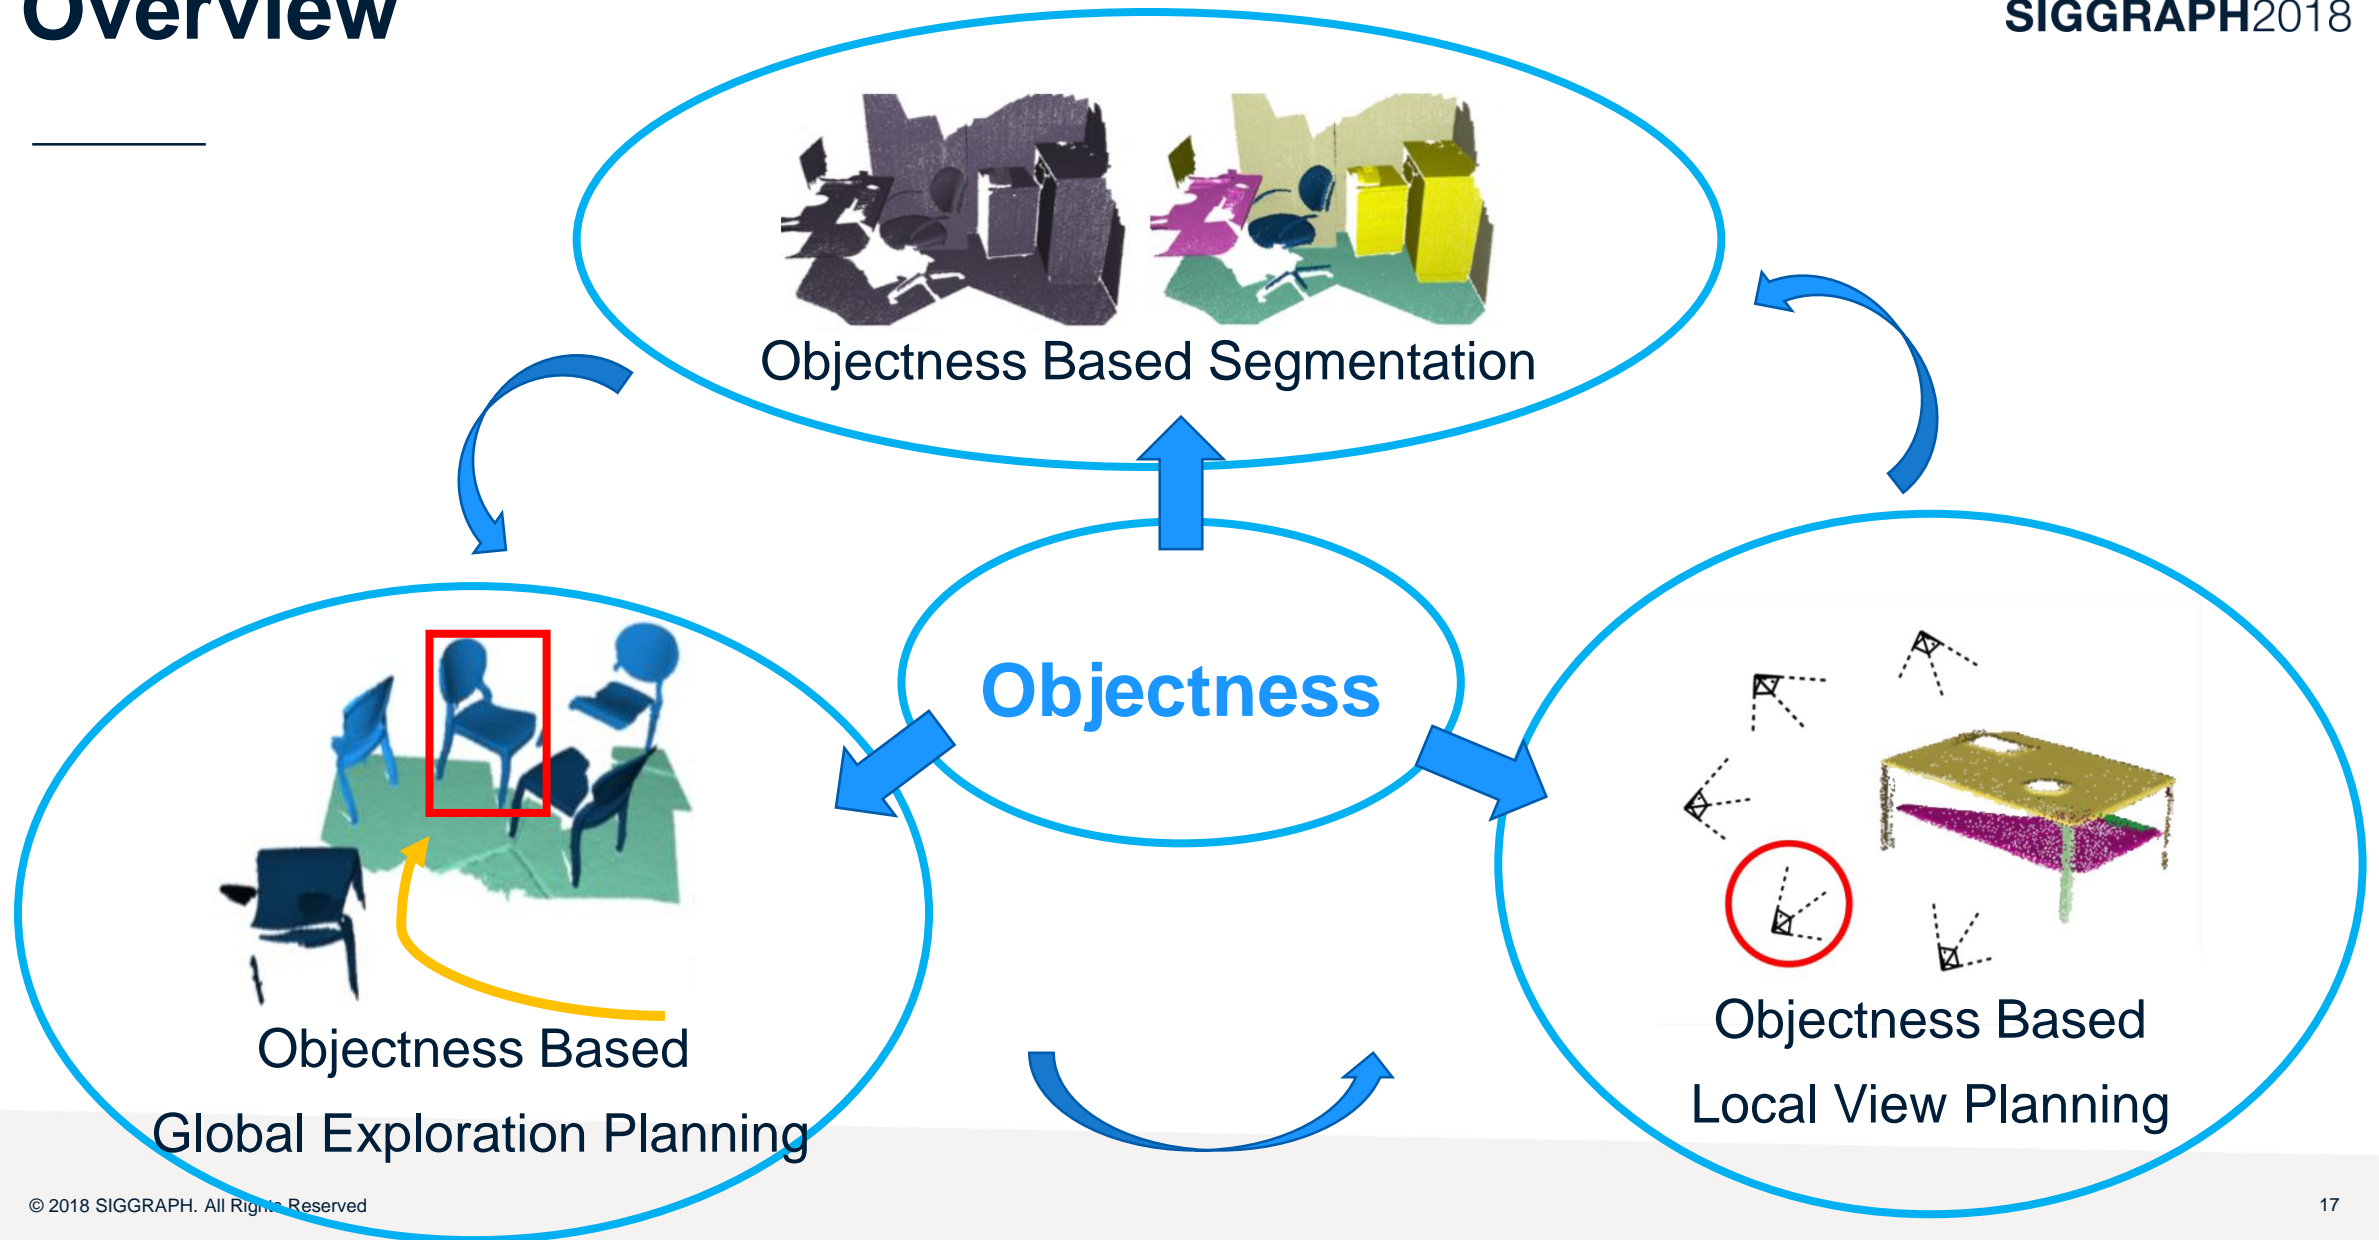 Overview
SIGGRAPH2018
Objectness Based Segmentation
Objectness
Objectness Based
Global Exploration Planning
Objectness Based
Local View Planning
© 2018 SIGGRAPH. All Rights Reserved
17